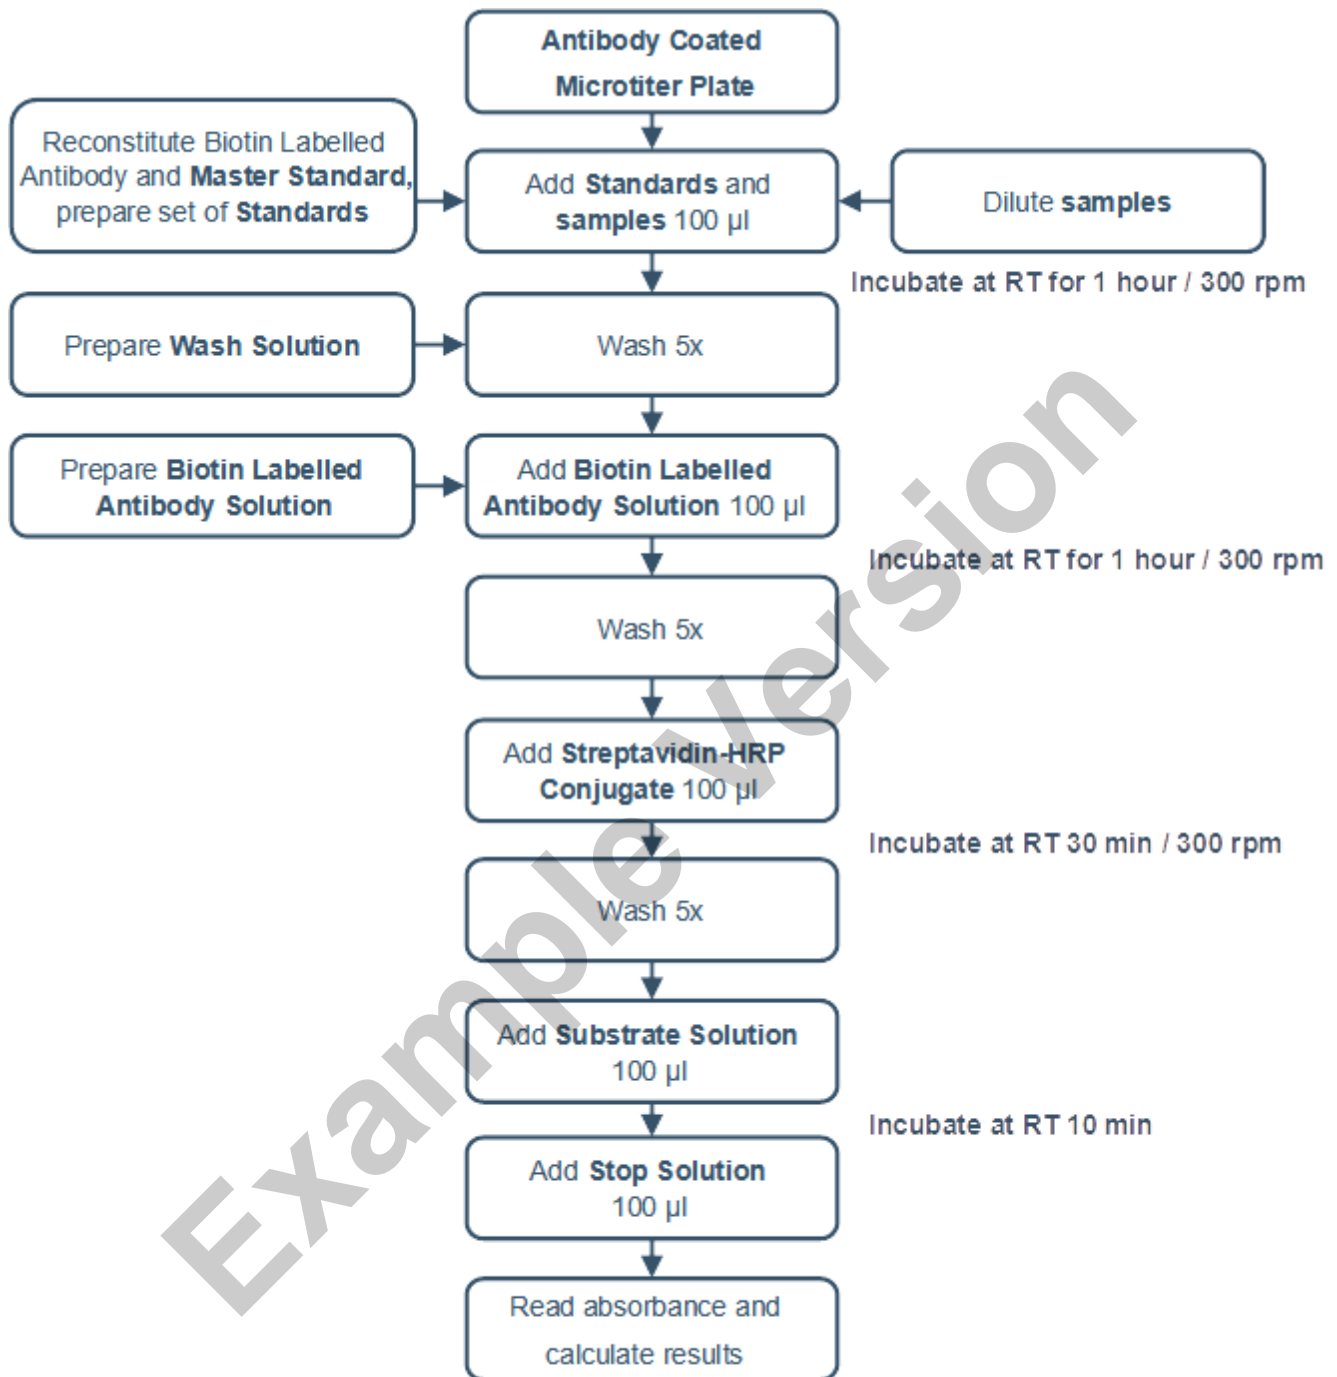 Antibody Coated
Microtiter Plate
Reconstitute Biotin Labelled
Antibody and Master Standard,
prepare set of Standards
Add Standards and
samples 100 µl
Dilute samples
Incubate at RT for 1 hour / 300 rpm
Prepare Wash Solution
Wash 5x
Prepare Biotin Labelled
Antibody Solution
Add Biotin Labelled
Antibody Solution 100 µl
Incubate at RT for 1 hour / 300 rpm
Wash 5x
Add Streptavidin-HRP
Conjugate 100 µl
Incubate at RT 30 min / 300 rpm
Wash 5x
Add Substrate Solution
100 µl
Incubate at RT 10 min
Add Stop Solution
100 µl
Read absorbance and
calculate results
Example Version